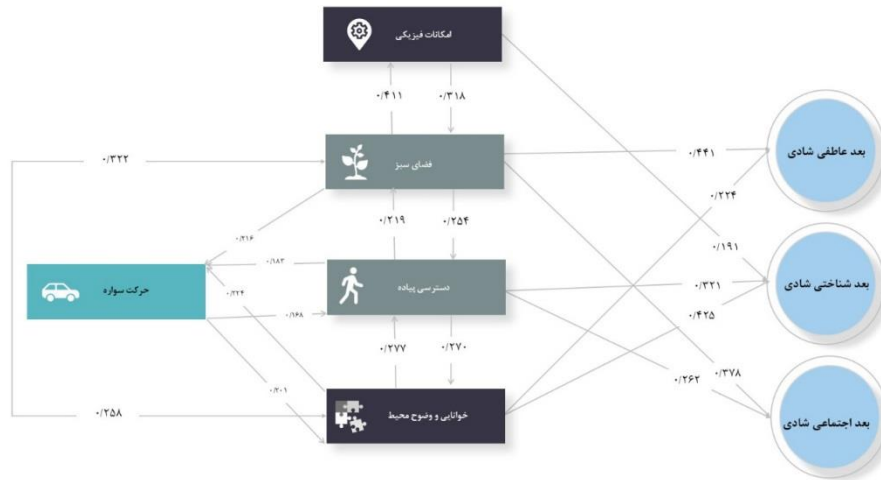 امکانات فیزیکی
۰/۴۱۱
۰/۳۱۸
۰/۳۲۲
فضای سبز
۰/۴۴۱
بعد عاطفی شادی
۰/۲۲۴
۰/۲۱۹
۰/۲۵۴
۰/۲۱۶
۰/۱۹۱
۰/۱۸۳
حرکت سواره
دسترسی پیاده
۰/۳۲۱
بعد شناختی شادی
۰/۲۲۴
۰/۱۶۸
۰/۴۲۵
۰/۲۷۷
۰/۲۷۰
۰/۲۶۲
۰/۳۷۸
۰/۲۰۱
۰/۲۵۸
خوانایی و وضوح محیط
بعد اجتماعی شادی